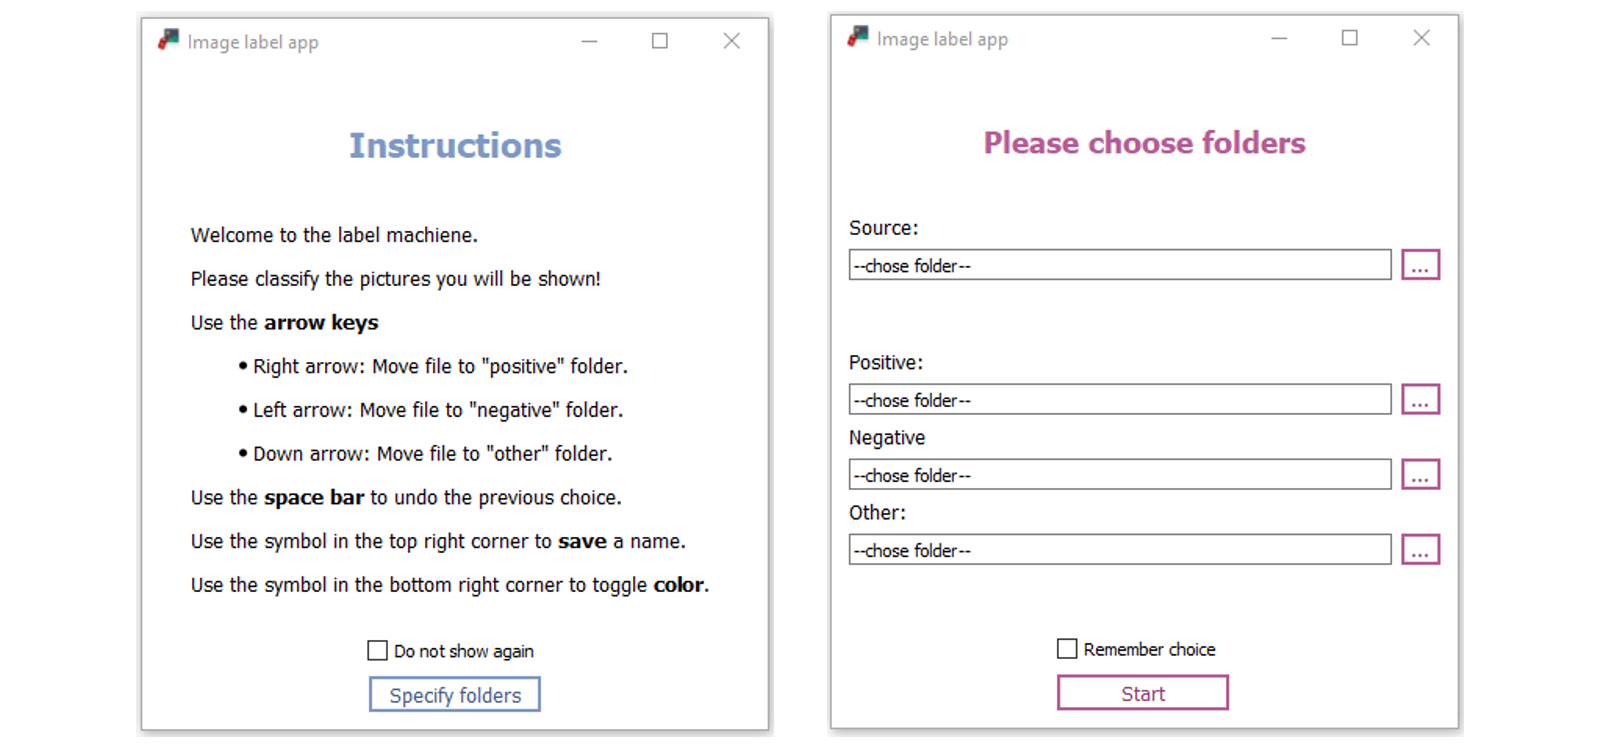 Image label app
Instructions
Welcome to the label machiene.
Please classify the pictures you will be shown!
Use the arrow keys
• Right arrow: Move file to "positive" folder.
• Left arrow: Move file to "negative" folder.
• Down arrow: Move file to "other" folder.
Use the space bar to undo the previous choice.
Use the symbol in the top right corner to save a name.
Use the symbol in the bottom right corner to toggle color.
Do not show again
Specify folders
Image label app
Please choose folders
Source:
--chose folder-- ...
Positive:
--chose folder-- ...
Negative
--chose folder-- ...
Other:
--chose folder-- ...
Remember choice
Start